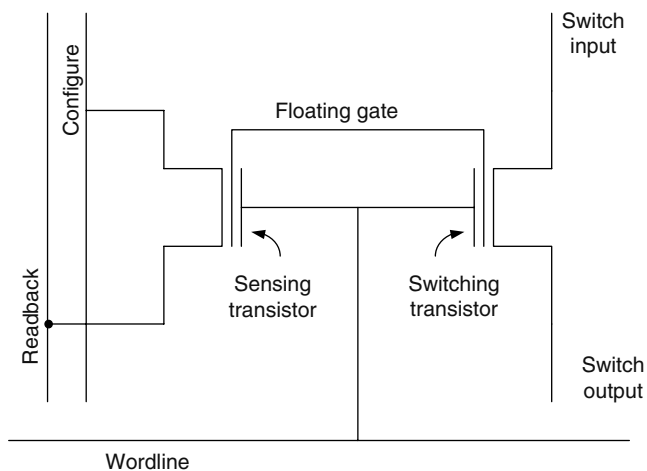 Switch
input
Configure
Floating gate
Sensing
transistor
Switching
transistor
Readback
Switch
output
Wordline